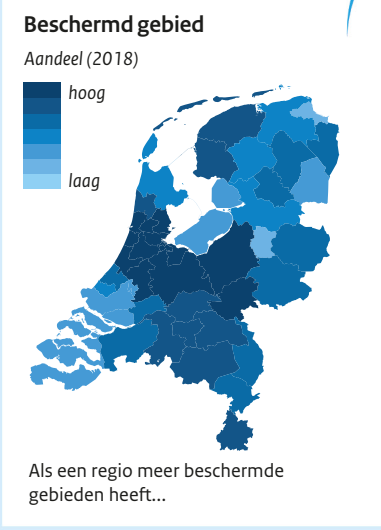 Beschermd gebied
Aandeel (2018)
hoog
laag
Als een regio meer beschermde
gebieden heeft...